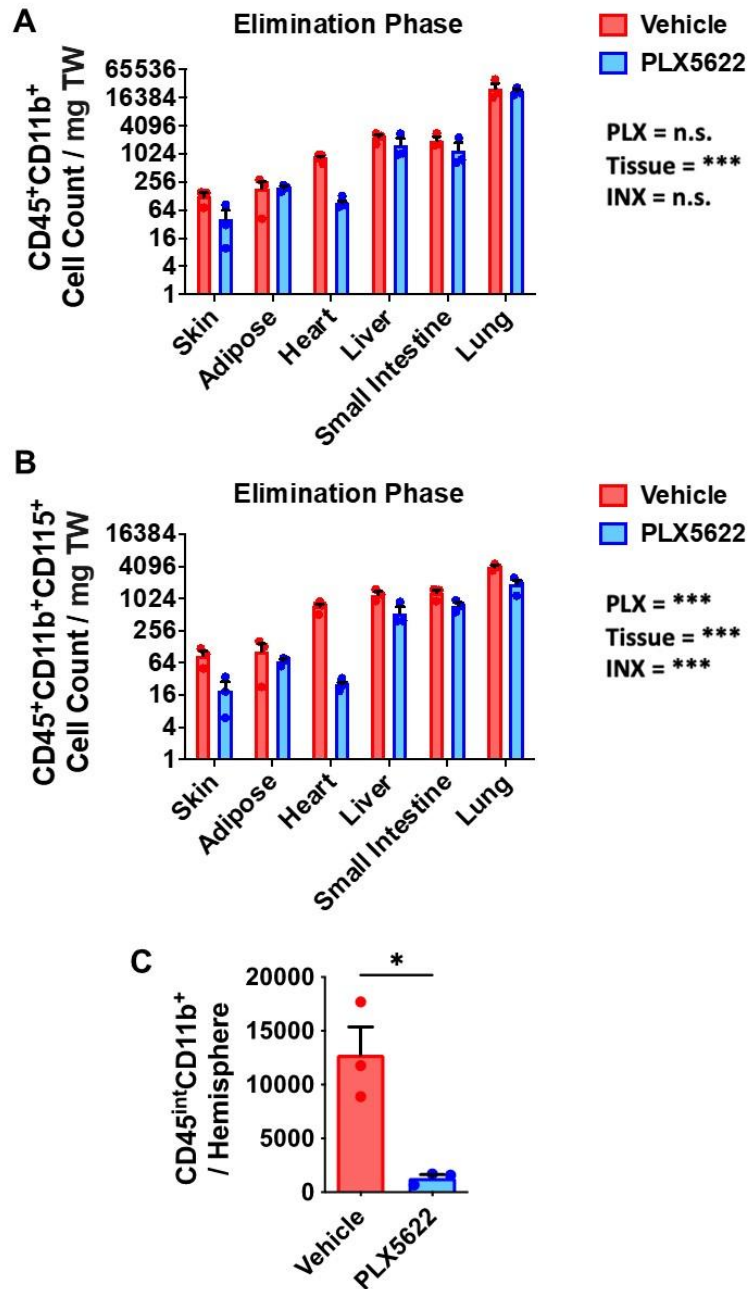 A
Elimination Phase
CD45⁺CD11b⁺
Cell Count / mg TW
65536
16384
4096
1024
256
64
16
4
1
Skin
Adipose
Heart
Liver
Small Intestine
Lung
Vehicle
PLX5622
PLX = n.s.
Tissue = ***
INX = n.s.
B
Elimination Phase
CD45⁺CD11b⁺CD115⁺
Cell Count / mg TW
16384
4096
1024
256
64
16
4
1
Skin
Adipose
Heart
Liver
Small Intestine
Lung
Vehicle
PLX5622
PLX = ***
Tissue = ***
INX = ***
C
CD45ⁱⁿᵗCD11b⁺
/ Hemisphere
20000
15000
10000
5000
0
*
Vehicle
PLX5622